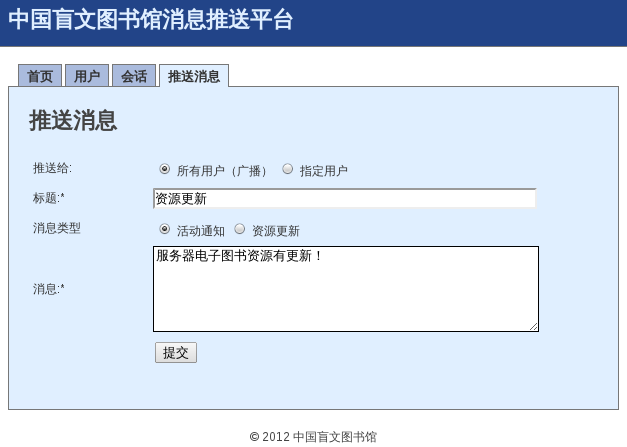 中国盲文图书馆消息推送平台
首页 用户 会话 推送消息
推送消息
推送给: 所有用户（广播） 指定用户
标题:* 资源更新
消息类型 活动通知 资源更新
服务器电子图书资源有更新！
消息:*
提交
© 2012 中国盲文图书馆